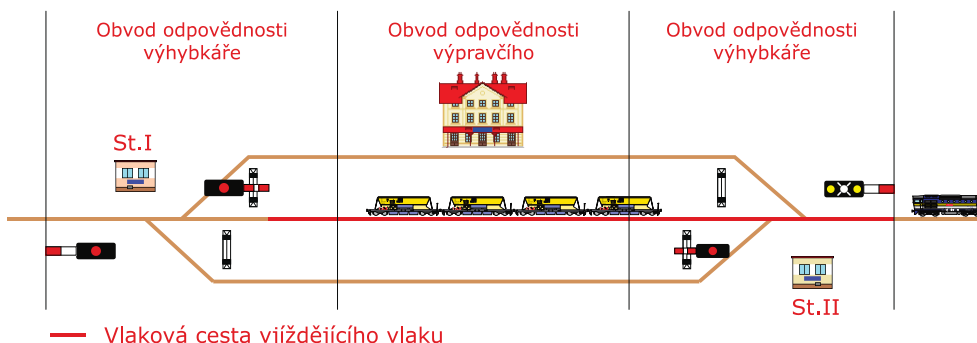 Obvod odpovědnosti
výhybkáře
Obvod odpovědnosti
výpravčího
Obvod odpovědnosti
výhybkáře
St.I
St.II
Vlaková cesta vjíždějícího vlaku